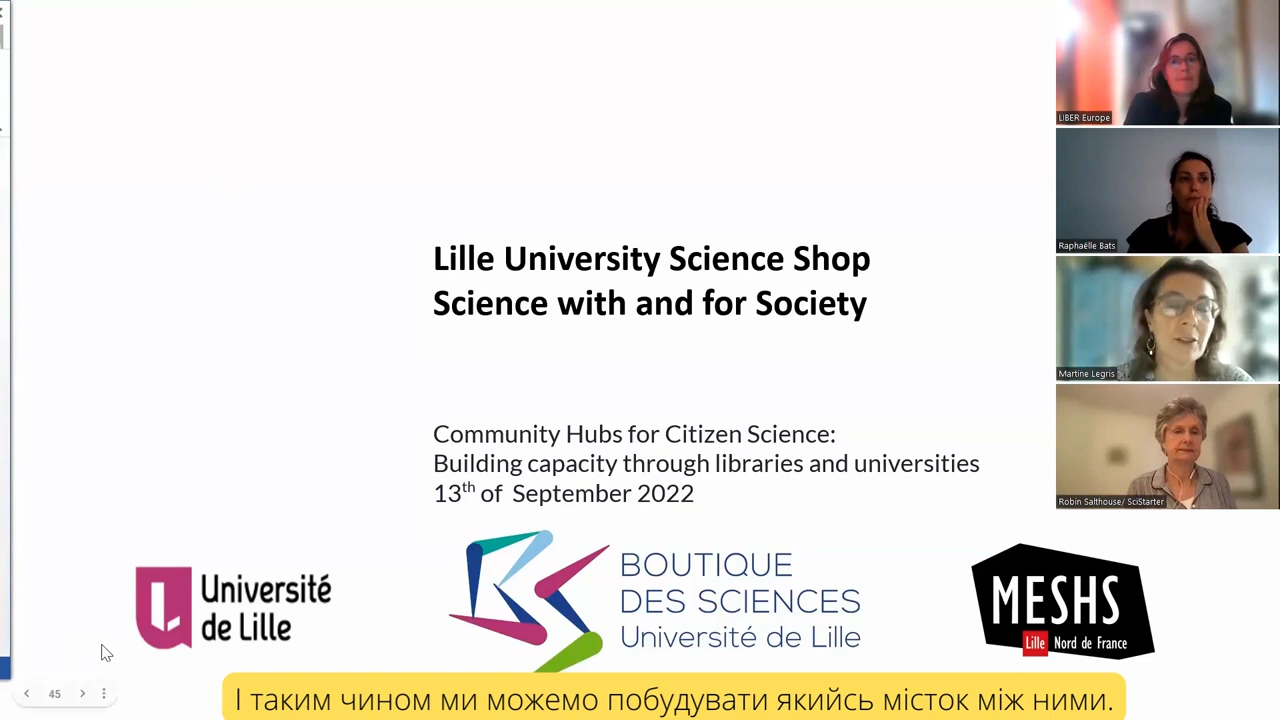 Lille University Science Shop
Science with and for Society
Community Hubs for Citizen Science:
Building capacity through libraries and universities
13th of September 2022
Université
de Lille
BOUTIQUE
DES SCIENCES
Université de Lille
MESHS
Lille Nord de France
45
І таким чином ми можемо побудувати якийсь місток між ними.
LIBER Europe
Raphaëlle Bats
Martine Legris
Robin Salthouse/ SciStarter